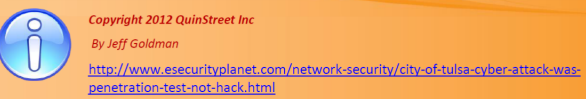 Copyright 2012 QuinStreet Inc
By Jeff Goldman
http://www.esecurityplanet.com/network-security/city-of-tulsa-cyber-attack-was-
penetration-test-not-hack.html